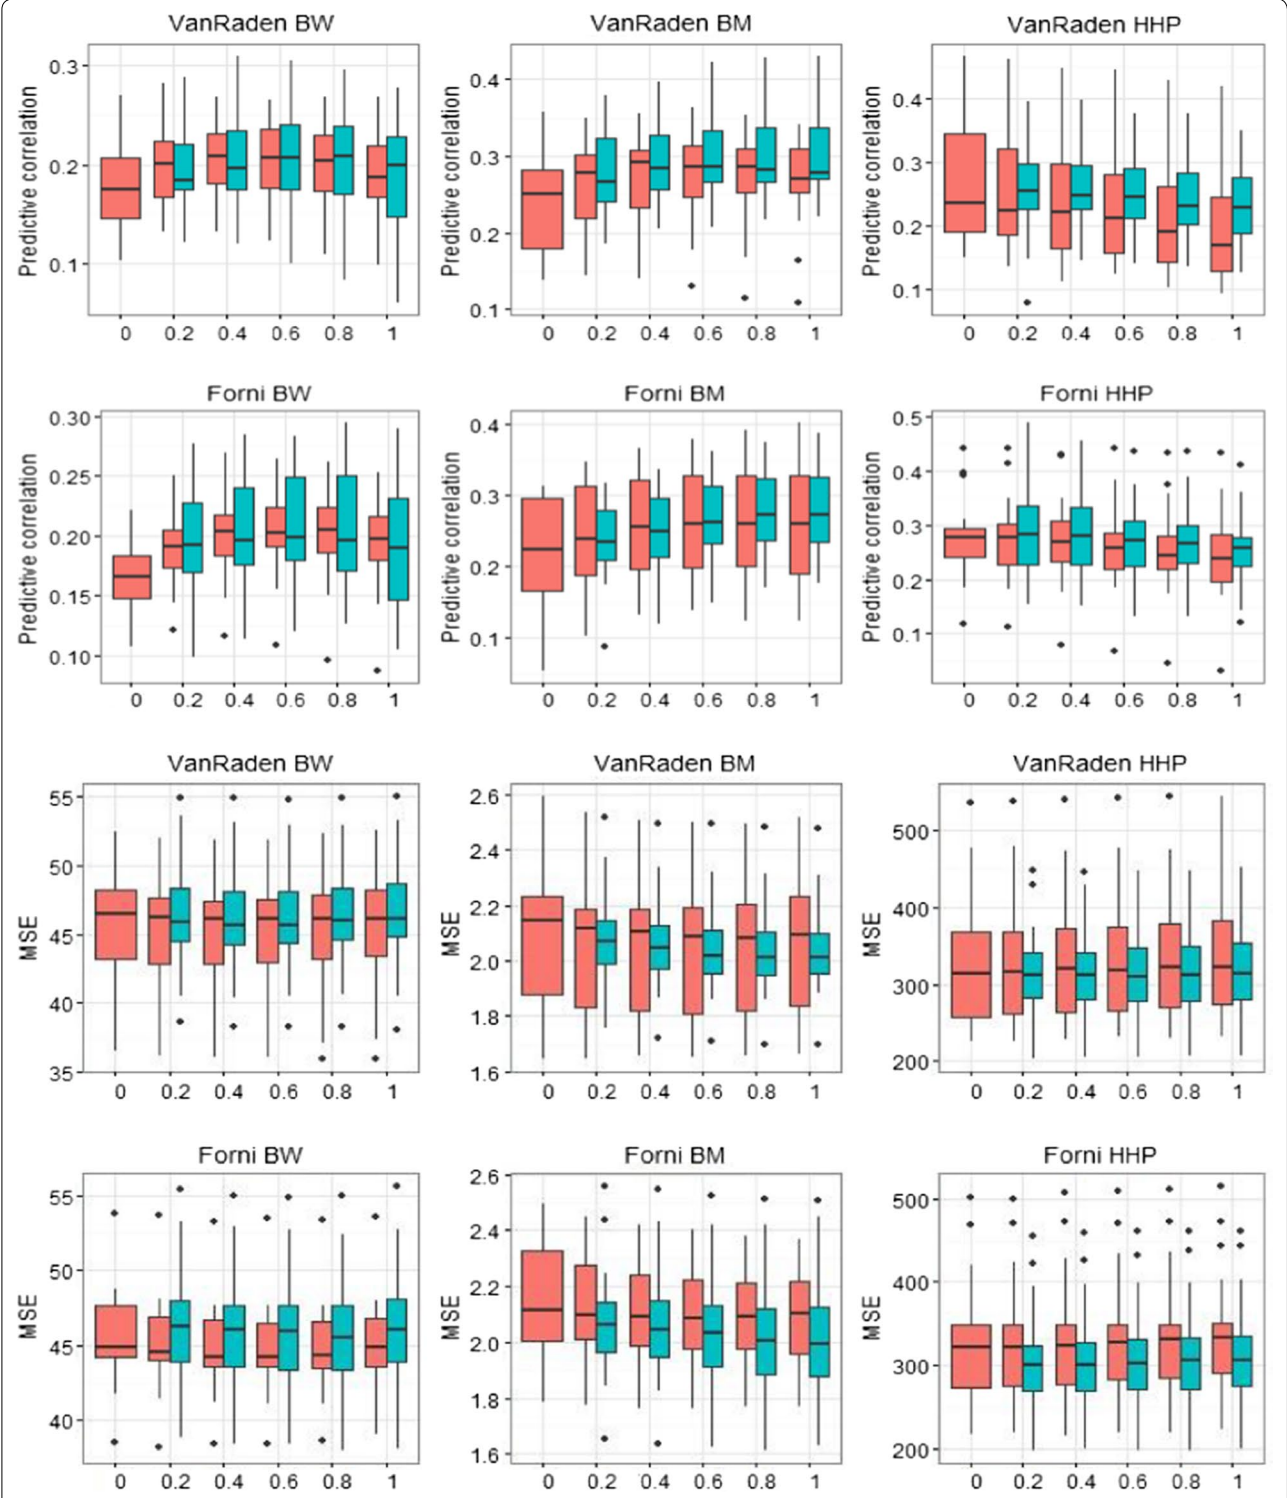 VanRaden BW
Predictive correlation
0.3
0.2
0.1
0 0.2 0.4 0.6 0.8 1
VanRaden BM
Predictive correlation
0.4
0.3
0.2
0.1
0 0.2 0.4 0.6 0.8 1
VanRaden HHP
Predictive correlation
0.4
0.3
0.2
0.1
0 0.2 0.4 0.6 0.8 1
Forni BW
Predictive correlation
0.30
0.25
0.20
0.15
0.10
0 0.2 0.4 0.6 0.8 1
Forni BM
Predictive correlation
0.4
0.3
0.2
0.1
0 0.2 0.4 0.6 0.8 1
Forni HHP
Predictive correlation
0.5
0.4
0.3
0.2
0.1
0 0.2 0.4 0.6 0.8 1
VanRaden BW
MSE
55
50
45
40
35
0 0.2 0.4 0.6 0.8 1
VanRaden BM
MSE
2.6
2.4
2.2
2.0
1.8
1.6
0 0.2 0.4 0.6 0.8 1
VanRaden HHP
MSE
500
400
300
200
0 0.2 0.4 0.6 0.8 1
Forni BW
MSE
55
50
45
40
0 0.2 0.4 0.6 0.8 1
Forni BM
MSE
2.6
2.4
2.2
2.0
1.8
1.6
0 0.2 0.4 0.6 0.8 1
Forni HHP
MSE
500
400
300
200
0 0.2 0.4 0.6 0.8 1